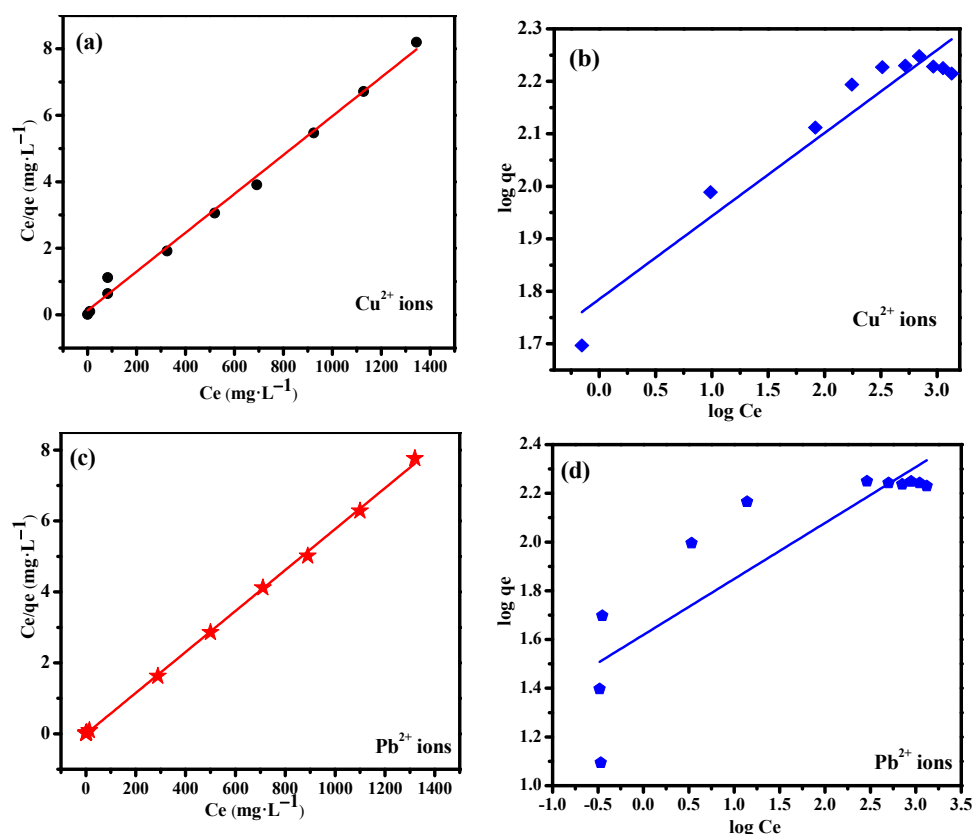 (a)
8
6
4
2
0
Ce/qe (mg·L⁻¹)
Cu²⁺ ions
0 200 400 600 800 1000 1200 1400
Ce (mg·L⁻¹)
(b)
2.3
2.2
2.1
2.0
1.9
1.8
1.7
log qe
Cu²⁺ ions
0.0 0.5 1.0 1.5 2.0 2.5 3.0
log Ce
(c)
8
6
4
2
0
Ce/qe (mg·L⁻¹)
Pb²⁺ ions
0 200 400 600 800 1000 1200 1400
Ce (mg·L⁻¹)
(d)
2.4
2.2
2.0
1.8
1.6
1.4
1.2
1.0
log qe
Pb²⁺ ions
-1.0 -0.5 0.0 0.5 1.0 1.5 2.0 2.5 3.0 3.5
log Ce